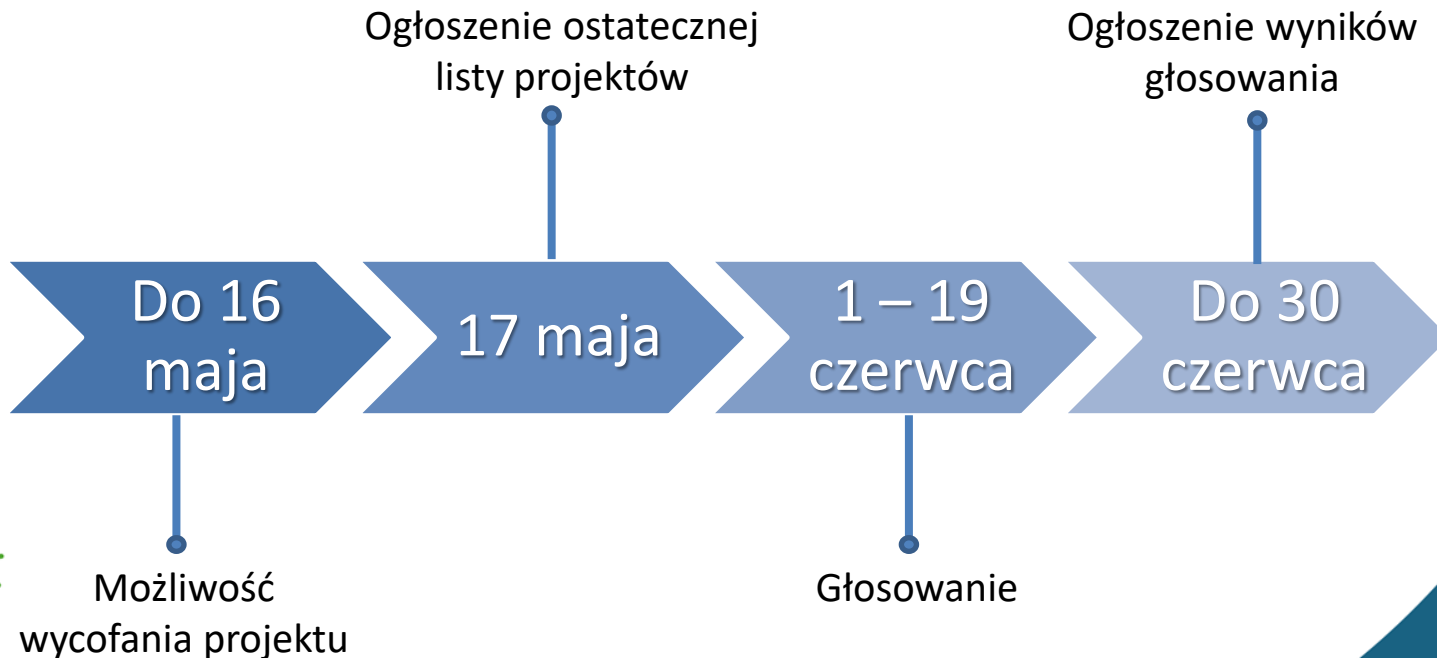 Ogłoszenie ostatecznej
listy projektów
Ogłoszenie wyników
głosowania
Do 16
maja
17 maja
1 – 19
czerwca
Do 30
czerwca
Możliwość
wycofania projektu
Głosowanie